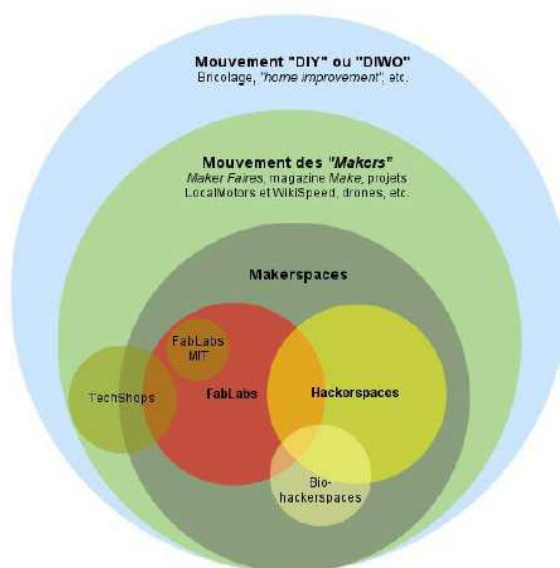 Mouvement "DIY" ou "DIWO"
Bricolage, "home improvement", etc.
Mouvement des "Makers"
Maker Faires, magazine Make, projets
LocalMotors et WikiSpeed, drones, etc.
Makerspaces
FabLabs
MIT
TechShops
FabLabs
Hackerspaces
Bio-
hackerspaces